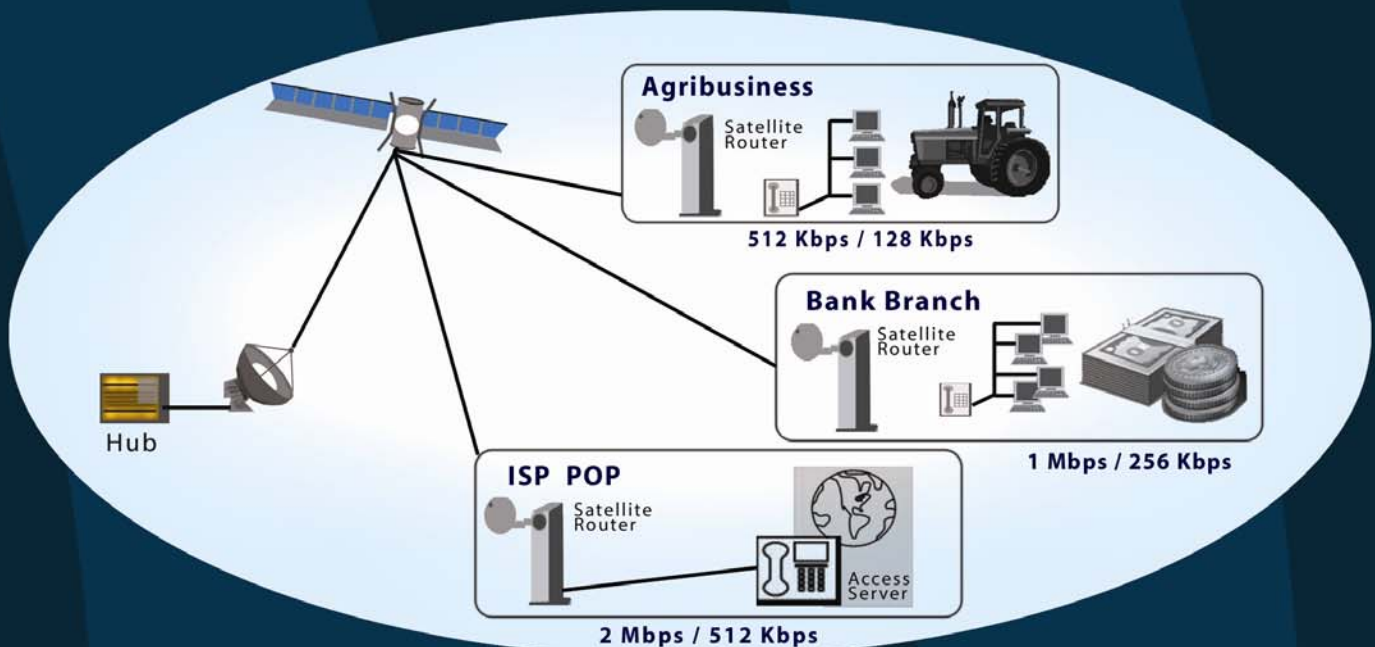 Agribusiness
Satellite
Router
512 Kbps / 128 Kbps
Bank Branch
Satellite
Router
1 Mbps / 256 Kbps
Hub
ISP POP
Satellite
Router
Access
Server
2 Mbps / 512 Kbps